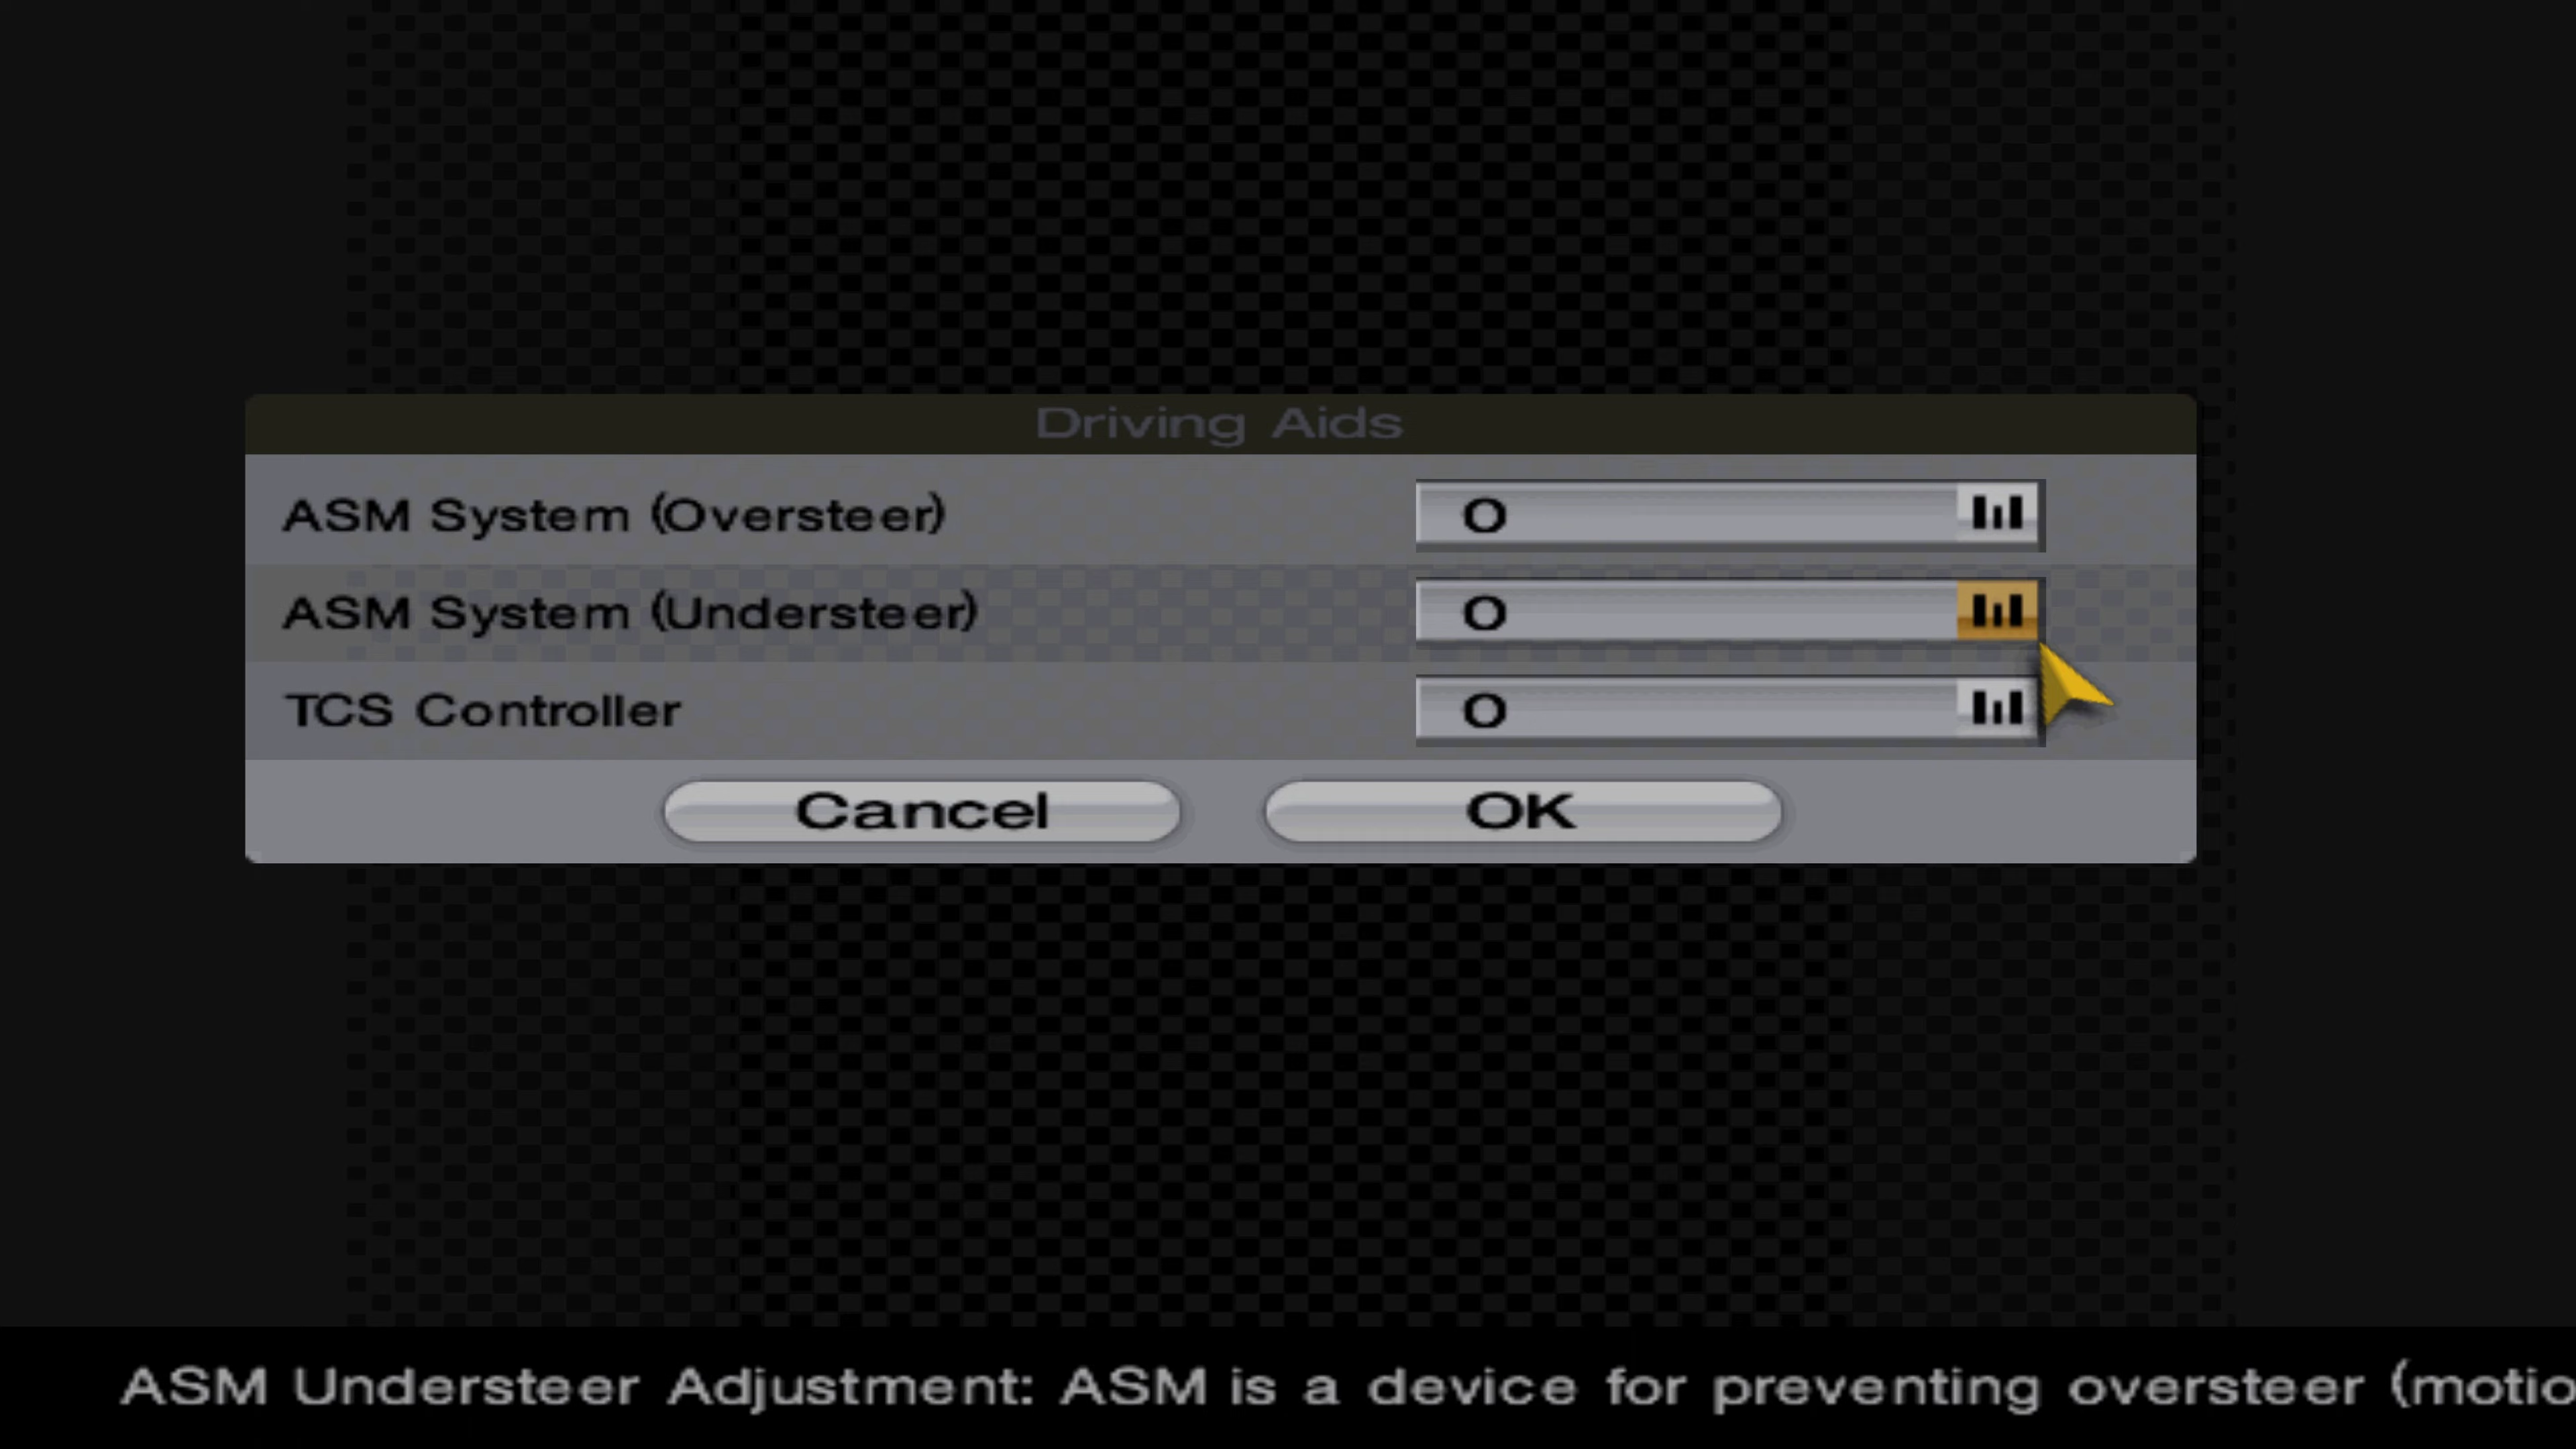 Driving Aids
ASM System (Oversteer) 0
ASM System (Understeer) 0
TCS Controller 0
Cancel OK
ASM Understeer Adjustment: ASM is a device for preventing oversteer (motio